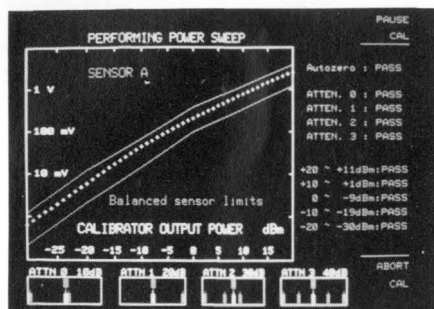 PERFORMING POWER SWEEP
SENSOR A
1 V
100 mV
10 mV
Balanced sensor limits
CALIBRATOR OUTPUT POWER dBm
-25 -20 -15 -10 -5 0 5 10 15
ATTN 0 10dB
ATTN 1 20dB
ATTN 2 30dB
ATTN 3 40dB
PAUSE
CAL
Autozero : PASS
ATTEN. 0 : PASS
ATTEN. 1 : PASS
ATTEN. 2 : PASS
ATTEN. 3 : PASS
+20 ~ +11dBm:PASS
+10 ~ +1dBm:PASS
0 ~ -9dBm:PASS
-10 ~ -19dBm:PASS
-20 ~ -30dBm:PASS
ABORT
CAL